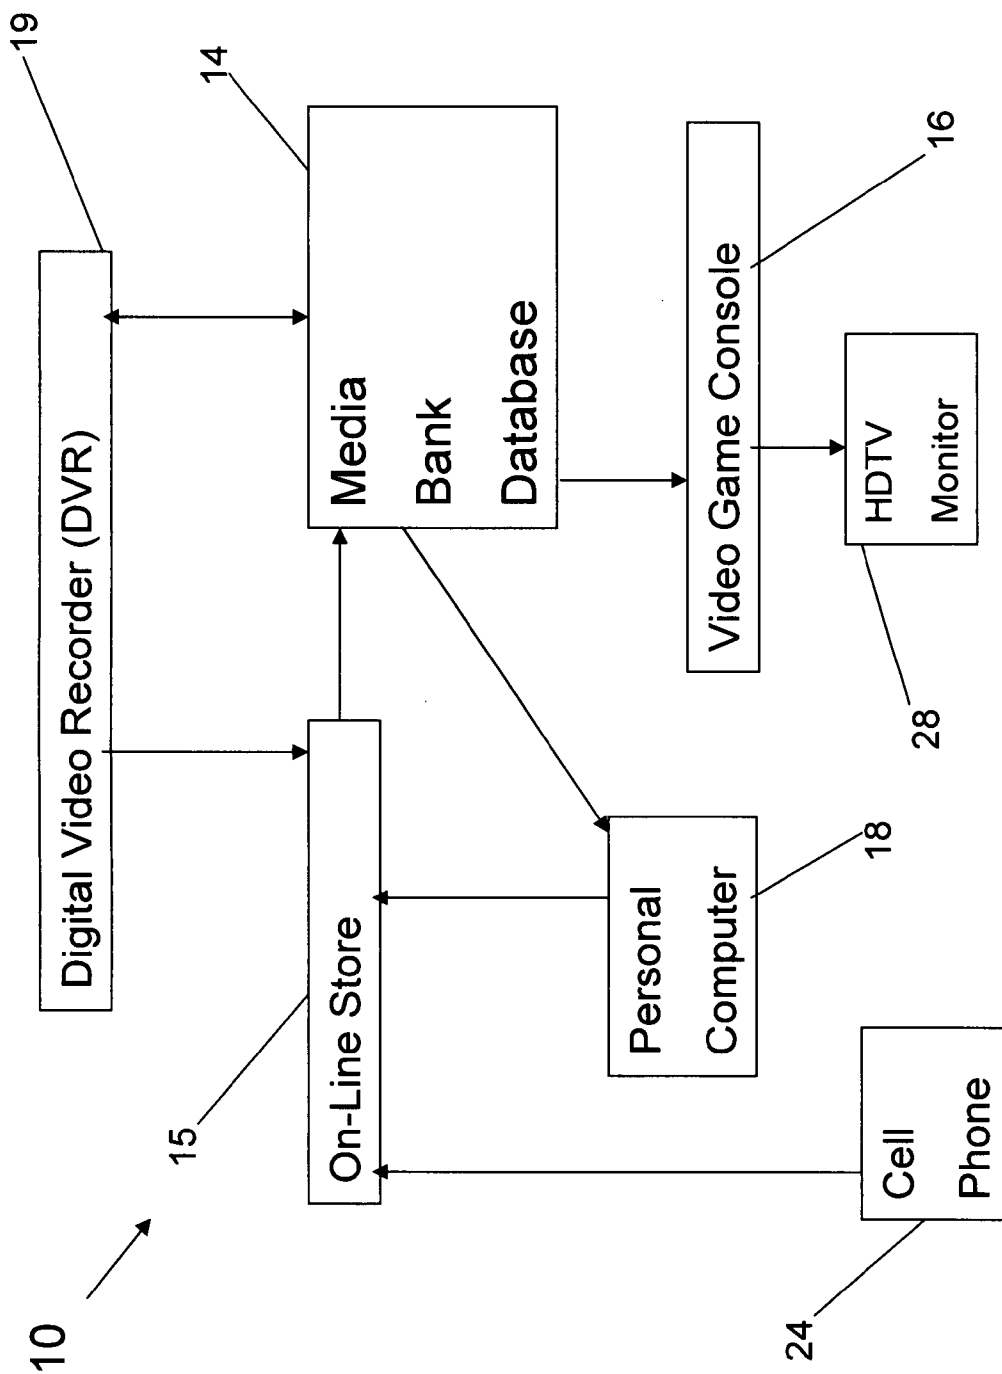 10
19
Digital Video Recorder (DVR)
15
On-Line Store
14
Media
Bank
Database
24
Cell
Phone
Personal
Computer
18
Video Game Console
16
28
HDTV
Monitor